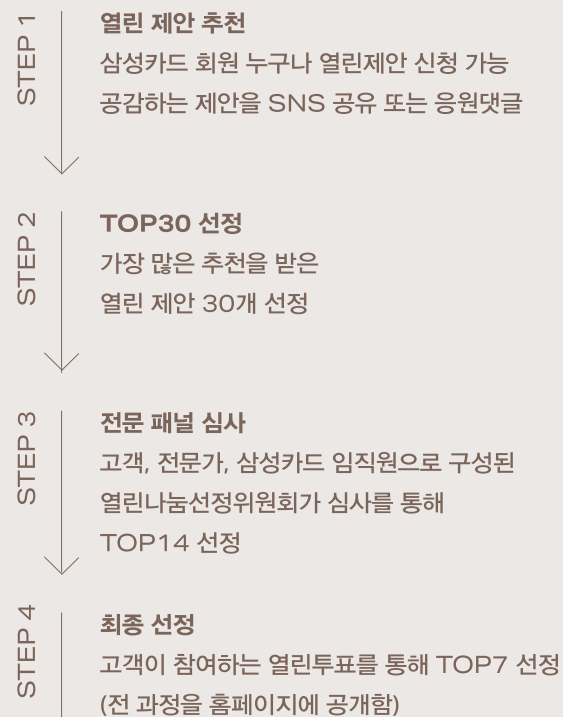 STEP 1
열린 제안 추천
삼성카드 회원 누구나 열린제안 신청 가능
공감하는 제안을 SNS 공유 또는 응원댓글
STEP 2
TOP30 선정
가장 많은 추천을 받은
열린 제안 30개 선정
STEP 3
전문 패널 심사
고객, 전문가, 삼성카드 임직원으로 구성된
열린나눔선정위원회가 심사를 통해
TOP14 선정
STEP 4
최종 선정
고객이 참여하는 열린투표를 통해 TOP7 선정
(전 과정을 홈페이지에 공개함)